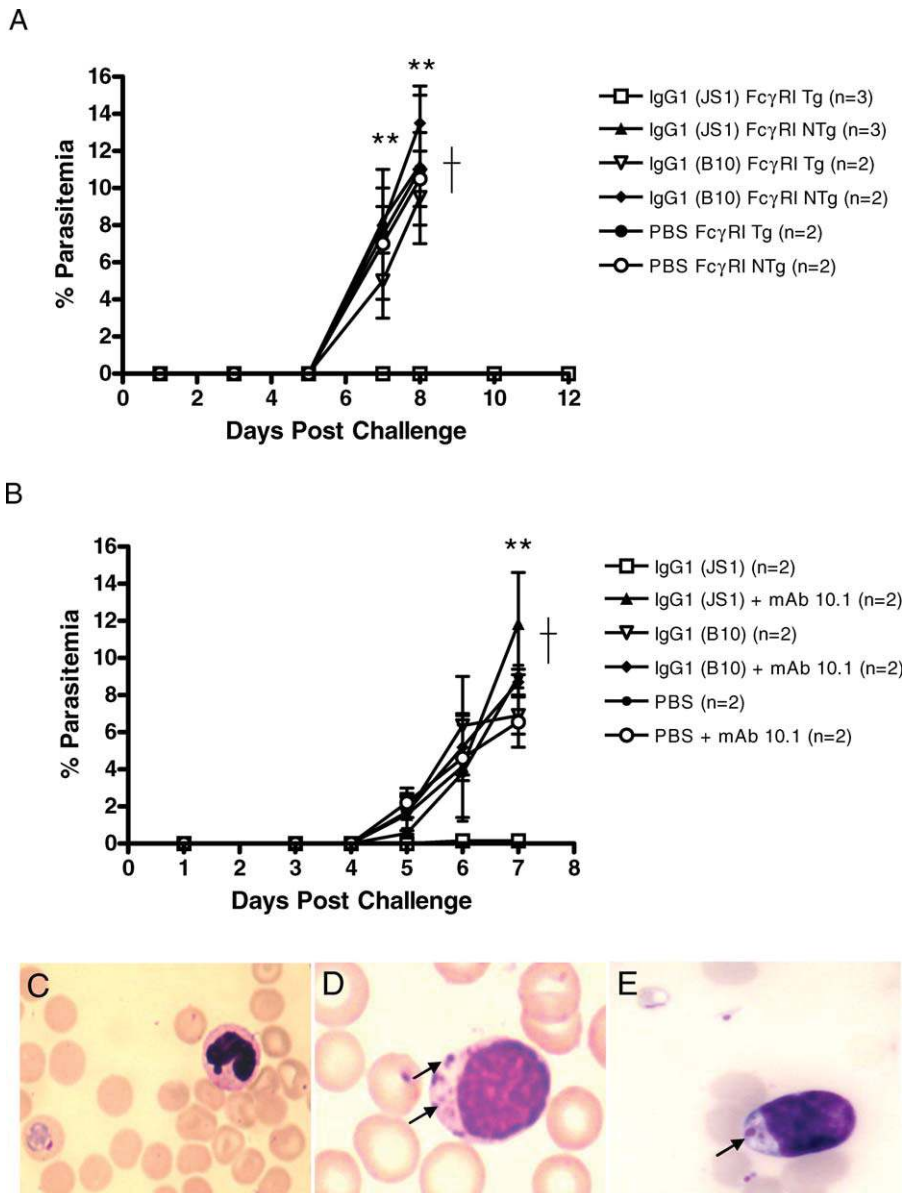 A
% Parasitemia
16
14
12
10
8
6
4
2
0
**
**
†
0 2 4 6 8 10 12
Days Post Challenge
IgG1 (JS1) FcγRI Tg (n=3)
IgG1 (JS1) FcγRI NTg (n=3)
IgG1 (B10) FcγRI Tg (n=2)
IgG1 (B10) FcγRI NTg (n=2)
PBS FcγRI Tg (n=2)
PBS FcγRI NTg (n=2)
B
% Parasitemia
16
14
12
10
8
6
4
2
0
**
†
0 1 2 3 4 5 6 7 8
Days Post Challenge
IgG1 (JS1) (n=2)
IgG1 (JS1) + mAb 10.1 (n=2)
IgG1 (B10) (n=2)
IgG1 (B10) + mAb 10.1 (n=2)
PBS (n=2)
PBS + mAb 10.1 (n=2)
C
D
E